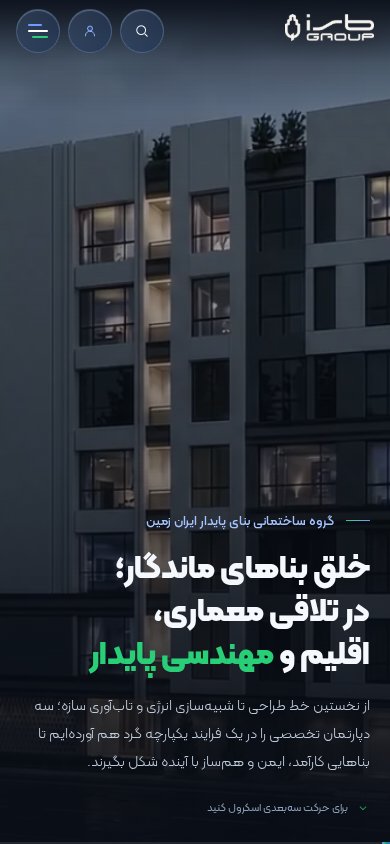 isb
GROUP
گروه ساختمانی بنای پایدار ایران زمین
خلق بناهای ماندگار؛
در تلاقی معماری،
اقلیم و مهندسی پایدار
از نخستین خط طراحی تا شبیه‌سازی انرژی و تاب‌آوری سازه؛ سه
دپارتمان تخصصی را در یک فرایند یکپارچه گرد هم آورده‌ایم تا
بناهایی کارآمد، ایمن و هم‌ساز با آینده شکل بگیرند.
برای حرکت سه‌بعدی اسکرول کنید